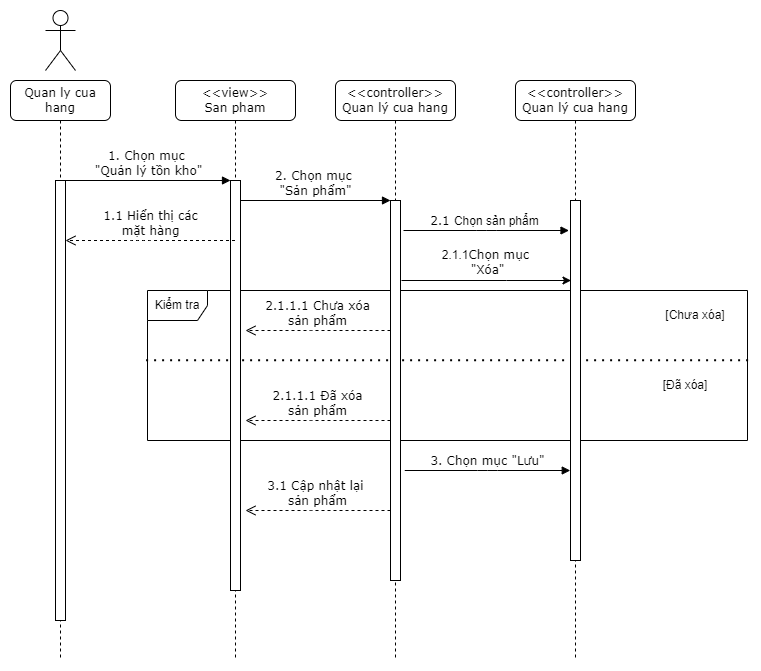 Quan ly cua
hang
<<view>>
San pham
<<controller>>
Quan lý cua hang
<<controller>>
Quan lý cua hang
1. Chọn mục
"Quản lý tồn kho"
2. Chọn mục
"Sản phẩm"
1.1 Hiển thị các
mặt hàng
2.1 Chọn sản phẩm
2.1.1Chọn mục
"Xóa"
Kiểm tra
2.1.1.1 Chưa xóa
sản phẩm
[Chưa xóa]
[Đã xóa]
2.1.1.1 Đã xóa
sản phẩm
3. Chọn mục "Lưu"
3.1 Cập nhật lại
sản phẩm